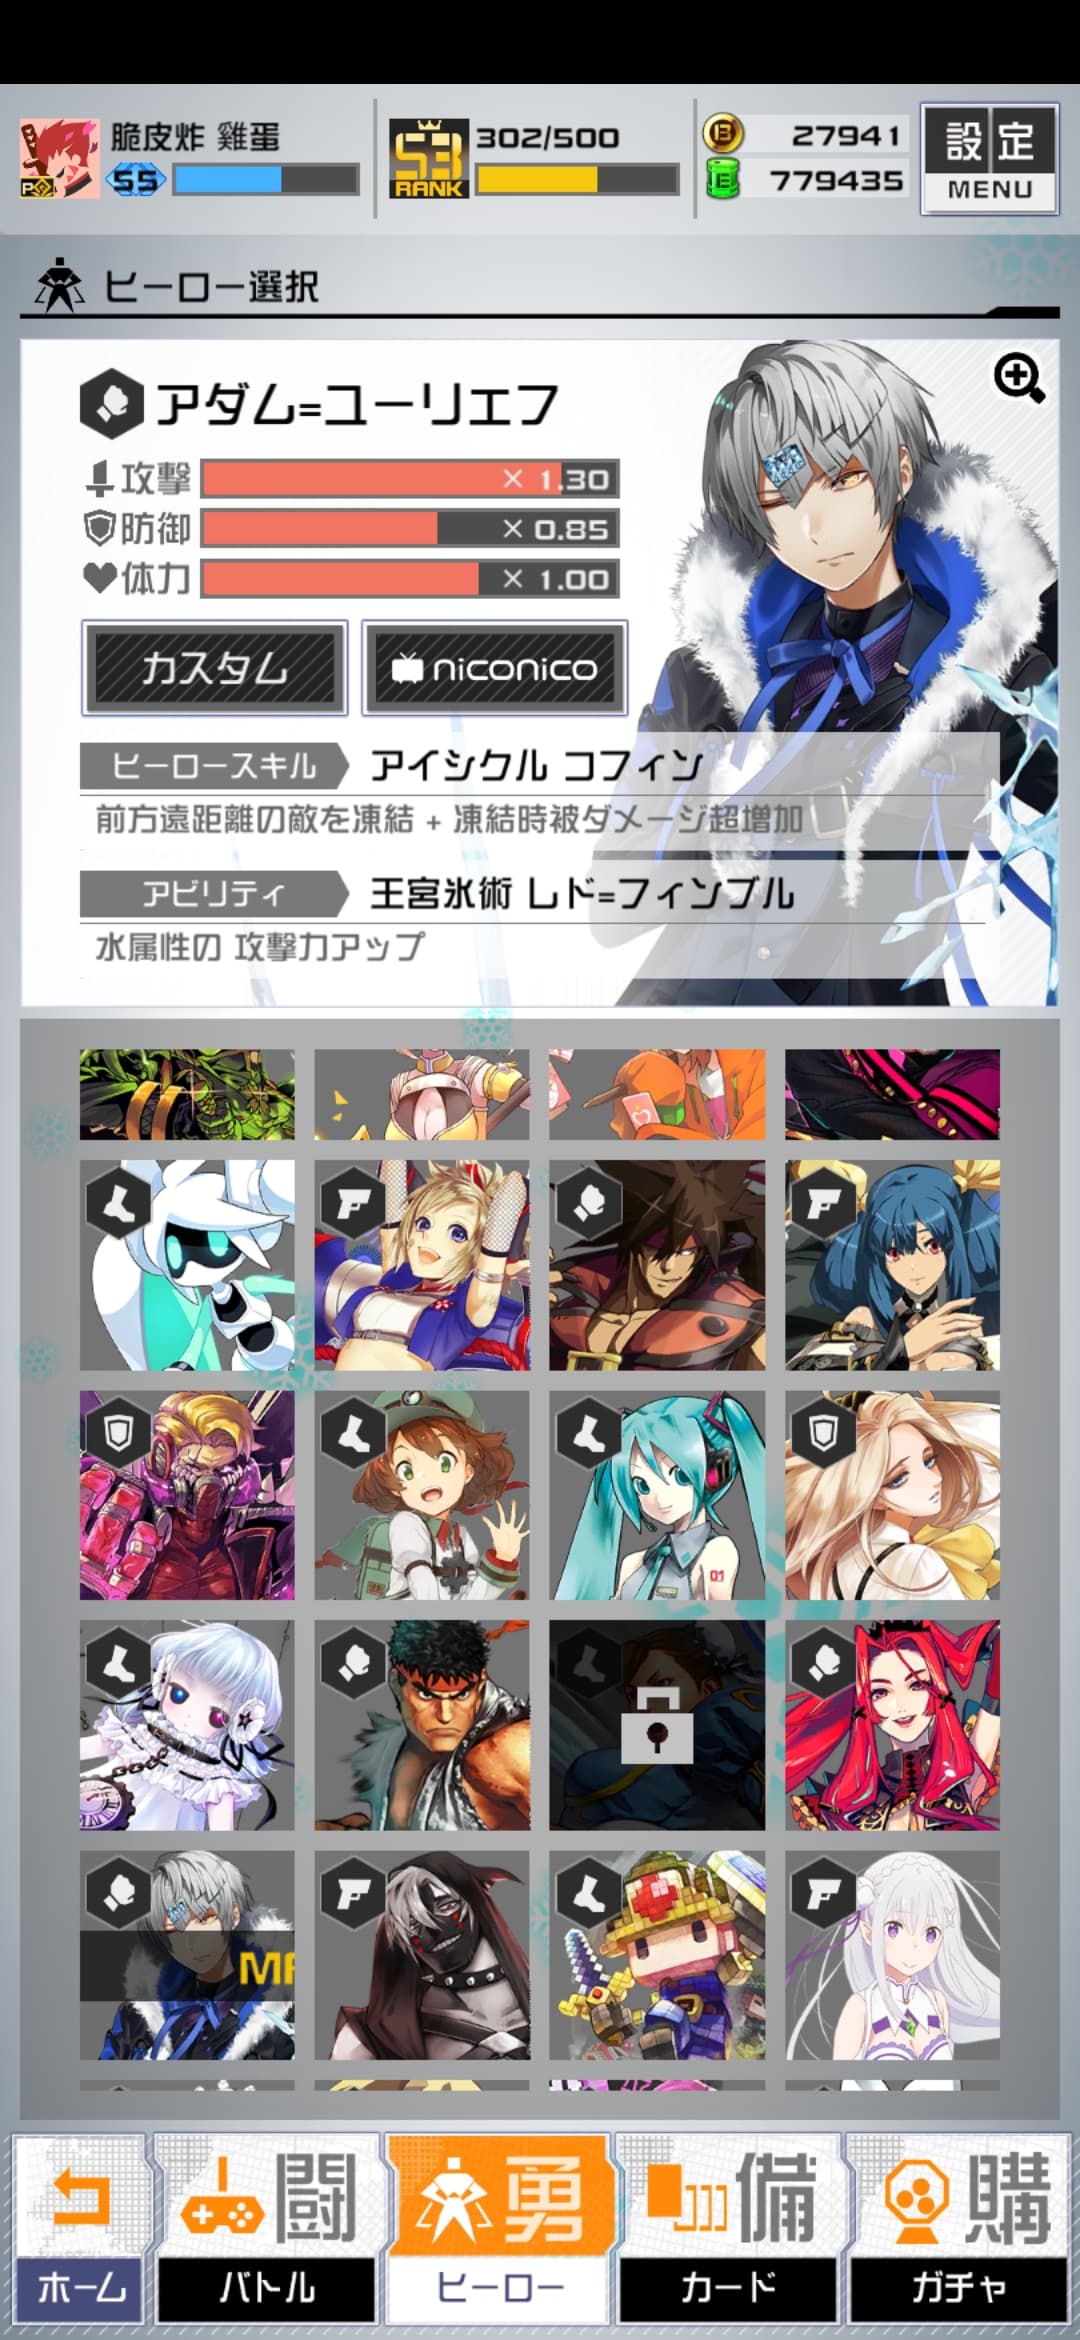 脆皮炸 雞蛋
55
S3
RANK
302/500
27941
779435
設定
MENU
ヒーロー選択
アダム=ユーリエフ
攻撃 × 1.30
防御 × 0.85
体力 × 1.00
カスタム
niconico
ヒーロースキル アイシクル コフィン
前方遠距離の敵を凍結 + 凍結時被ダメージ超増加
アビリティ 王宮氷術 レド=フィンブル
水属性の 攻撃力アップ
01
闘 勇 備 購
ホーム バトル ヒーロー カード ガチャ